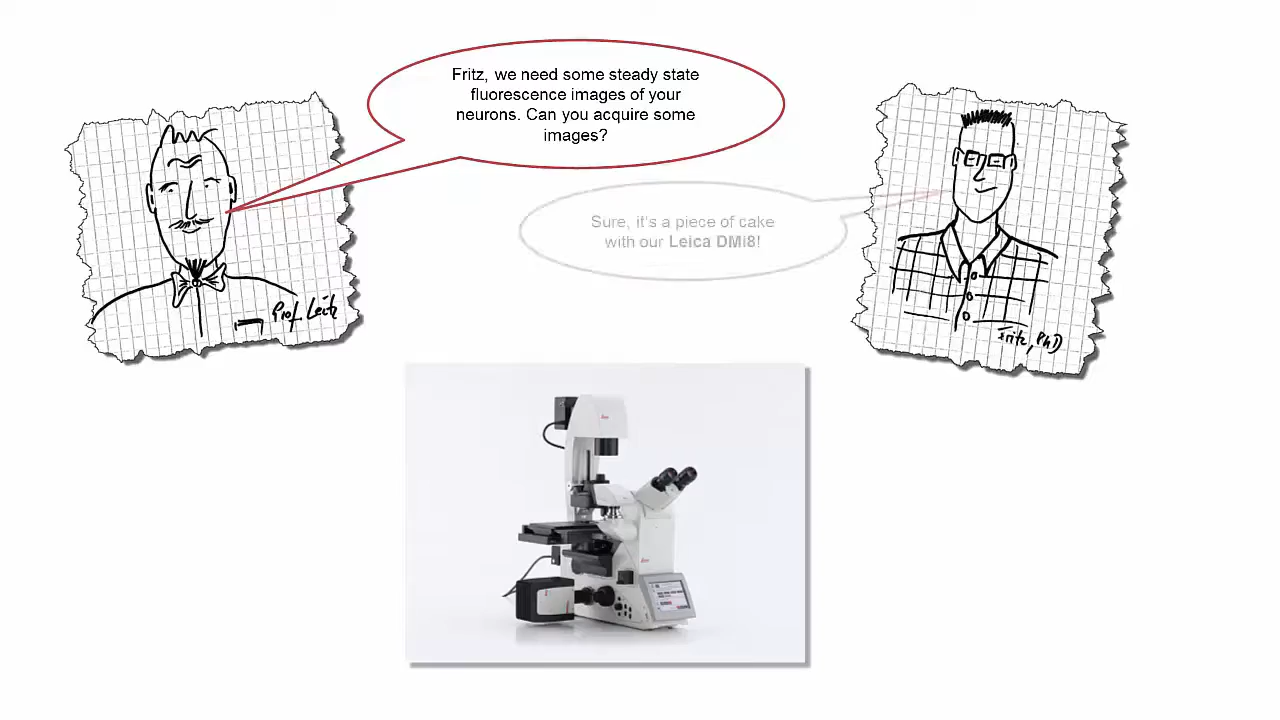 Fritz, we need some steady state
fluorescence images of your
neurons. Can you acquire some
images?
Sure, it's a piece of cake
with our Leica DMi8!
Prof. Leitz
Fritz, PhD